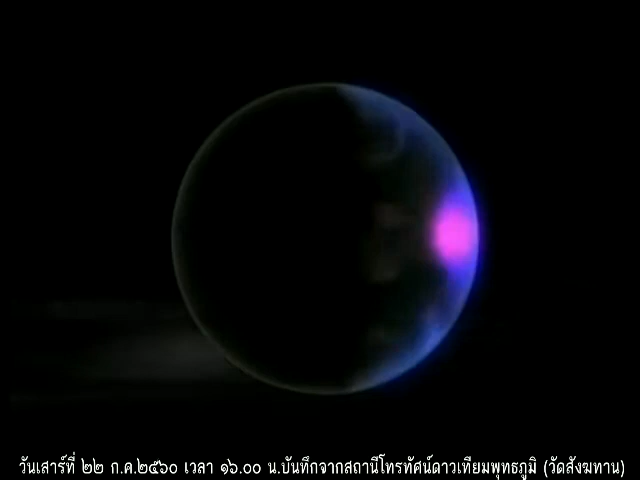 วันเสาร์ที่ ๒๒ ก.ค.๒๕๖๐ เวลา ๑๖.๐๐ น.บันทึกจากสถานีโทรทัศน์ดาวเทียมพุทธภูมิ (วัดสังฆทาน)